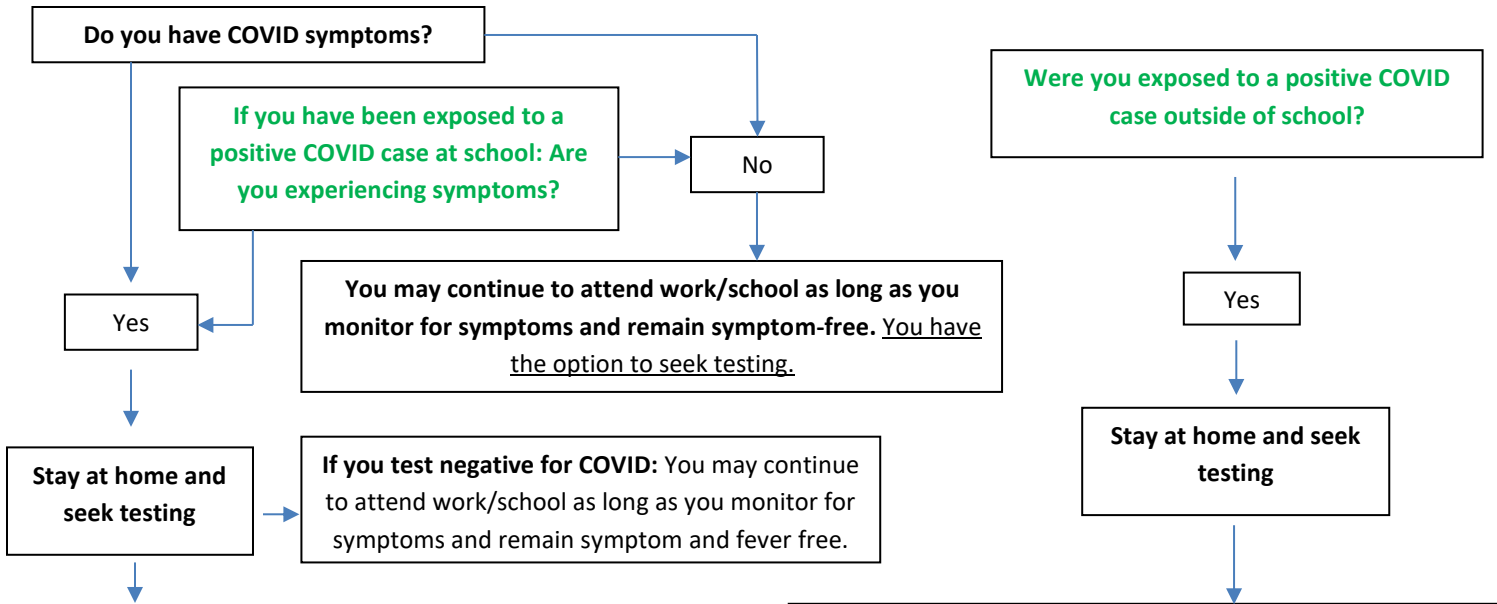 Do you have COVID symptoms?
Were you exposed to a positive COVID
case outside of school?
If you have been exposed to a
positive COVID case at school: Are
you experiencing symptoms?
No
You may continue to attend work/school as long as you
monitor for symptoms and remain symptom-free. You have
the option to seek testing.
Yes
Yes
Stay at home and
seek testing
If you test negative for COVID: You may continue
to attend work/school as long as you monitor for
symptoms and remain symptom and fever free.
Stay at home and seek
testing